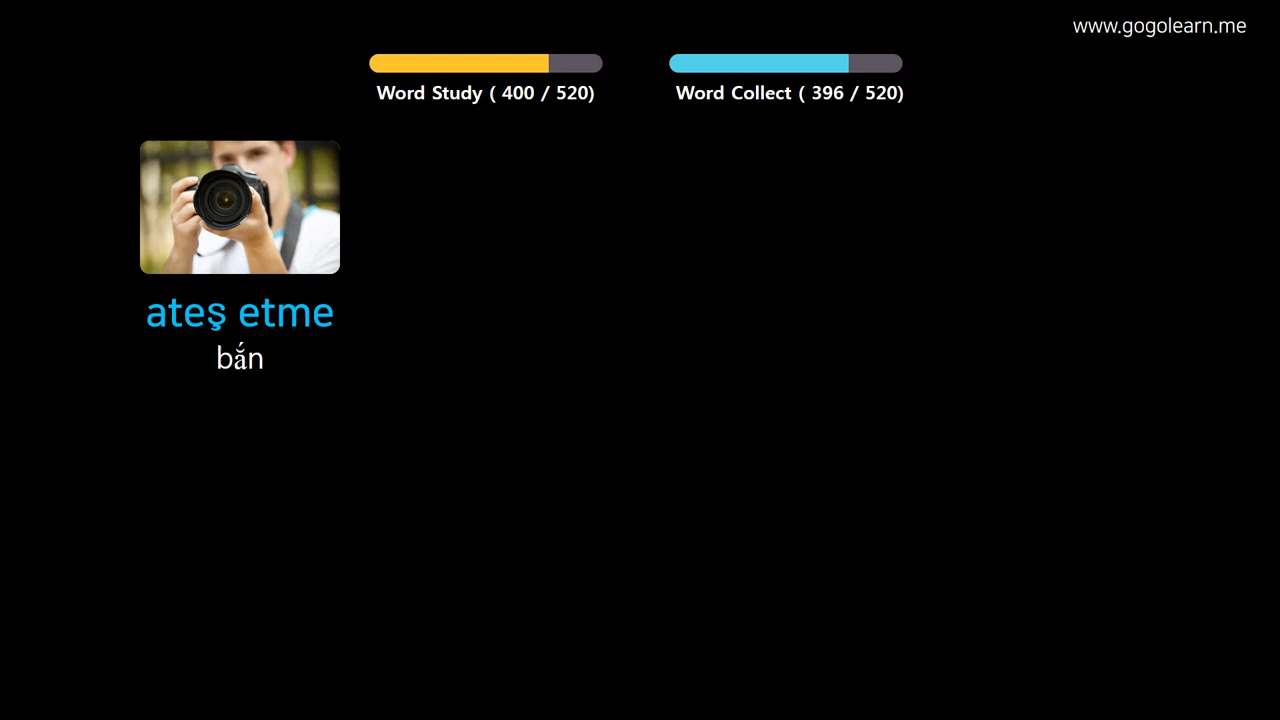 www.gogolearn.me
Word Study ( 400 / 520)
Word Collect ( 396 / 520)
ateş etme
bắn